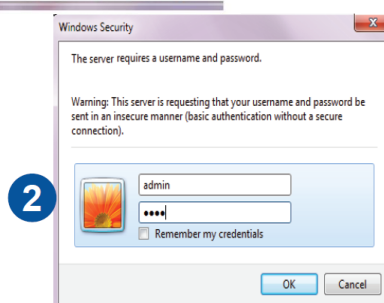 Windows Security
The server requires a username and password.
Warning: This server is requesting that your username and password be
sent in an insecure manner (basic authentication without a secure
connection).
2
admin
••••
Remember my credentials
OK Cancel